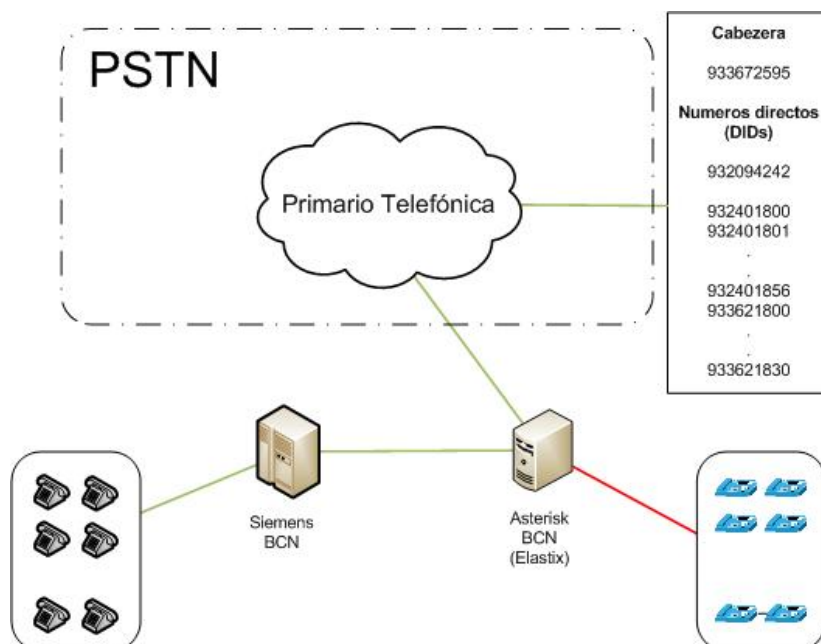 PSTN
Primario Telefónica
Cabezera
933672595
Numeros directos
(DIDs)
932094242
932401800
932401801
.
.
932401856
933621800
.
.
933621830
Siemens
BCN
Asterisk
BCN
(Elastix)